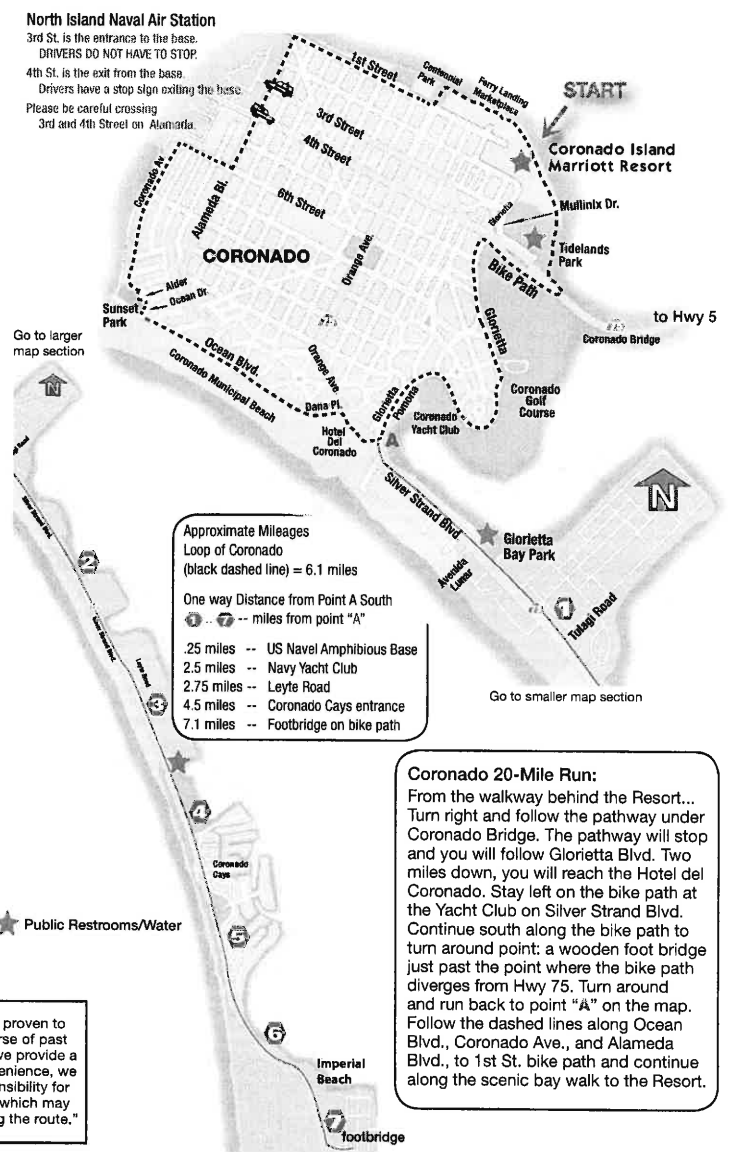 North Island Naval Air Station
3rd St. is the entrance to the base.
DRIVERS DO NOT HAVE TO STOP.
4th St. is the exit from the base.
Drivers have a stop sign exiting the base.
Please be careful crossing
3rd and 4th Street on Alamada.
1st Street
Centennial
Park
Ferry Landing
Marketplace
START
Coronado Island
Marriott Resort
3rd Street
4th Street
6th Street
Coronado Av
Alameda Bl.
Glorietta
Mullinix Dr.
Tidelands
Park
CORONADO
Orange Ave.
Bike Path
Alder
Ocean Dr.
Sunset
Park
to Hwy 5
Coronado Bridge
Go to larger
map section
N
Ocean Blvd.
Coronado Municipal Beach
Orange Ave.
Dana Pl.
Hotel
Del
Coronado
Glorietta
Pomona
Glorietta
Coronado
Yacht Club
Coronado
Golf
Course
A
Silver Strand Blvd
Glorietta
Bay Park
N
Avenida
Lunar
1
Tulagi Road
Go to smaller map section
Approximate Mileages
Loop of Coronado
(black dashed line) = 6.1 miles
One way Distance from Point A South
1 .. 7 -- miles from point "A"
.25 miles -- US Navel Amphibious Base
2.5 miles -- Navy Yacht Club
2.75 miles -- Leyte Road
4.5 miles -- Coronado Cays entrance
7.1 miles -- Footbridge on bike path
2
Leyte Road
3
4
Coronado
Cays
5
6
Imperial
Beach
7
footbridge
Public Restrooms/Water
Coronado 20-Mile Run:
From the walkway behind the Resort...
Turn right and follow the pathway under
Coronado Bridge. The pathway will stop
and you will follow Glorietta Blvd. Two
miles down, you will reach the Hotel del
Coronado. Stay left on the bike path at
the Yacht Club on Silver Strand Blvd.
Continue south along the bike path to
turn around point: a wooden foot bridge
just past the point where the bike path
diverges from Hwy 75. Turn around
and run back to point "A" on the map.
Follow the dashed lines along Ocean
Blvd., Coronado Ave., and Alameda
Blvd., to 1st St. bike path and continue
along the scenic bay walk to the Resort.
proven to
rse of past
ve provide a
enience, we
nsibility for
which may
g the route."